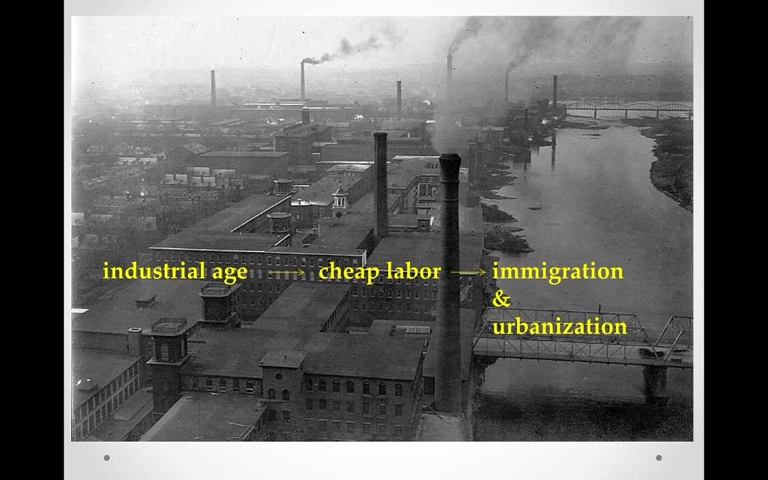 industrial age → cheap labor → immigration
&
urbanization